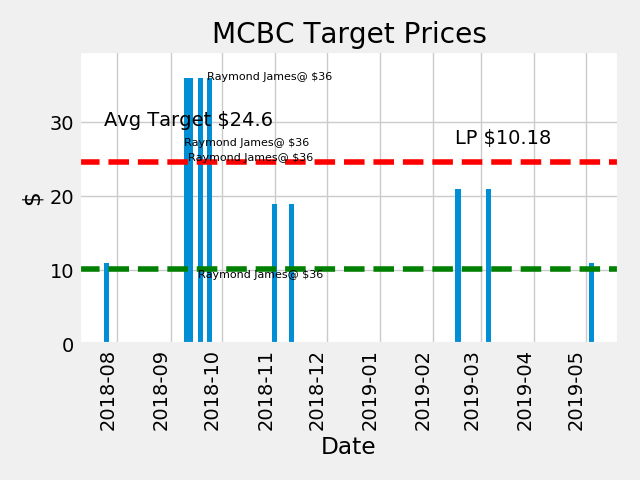 MCBC Target Prices
Raymond James@ $36
Avg Target $24.6
LP $10.18
Raymond James@ $36
Raymond James@ $36
Raymond James@ $36
$
30
20
10
0
2018-08
2018-09
2018-10
2018-11
2018-12
2019-01
2019-02
2019-03
2019-04
2019-05
Date